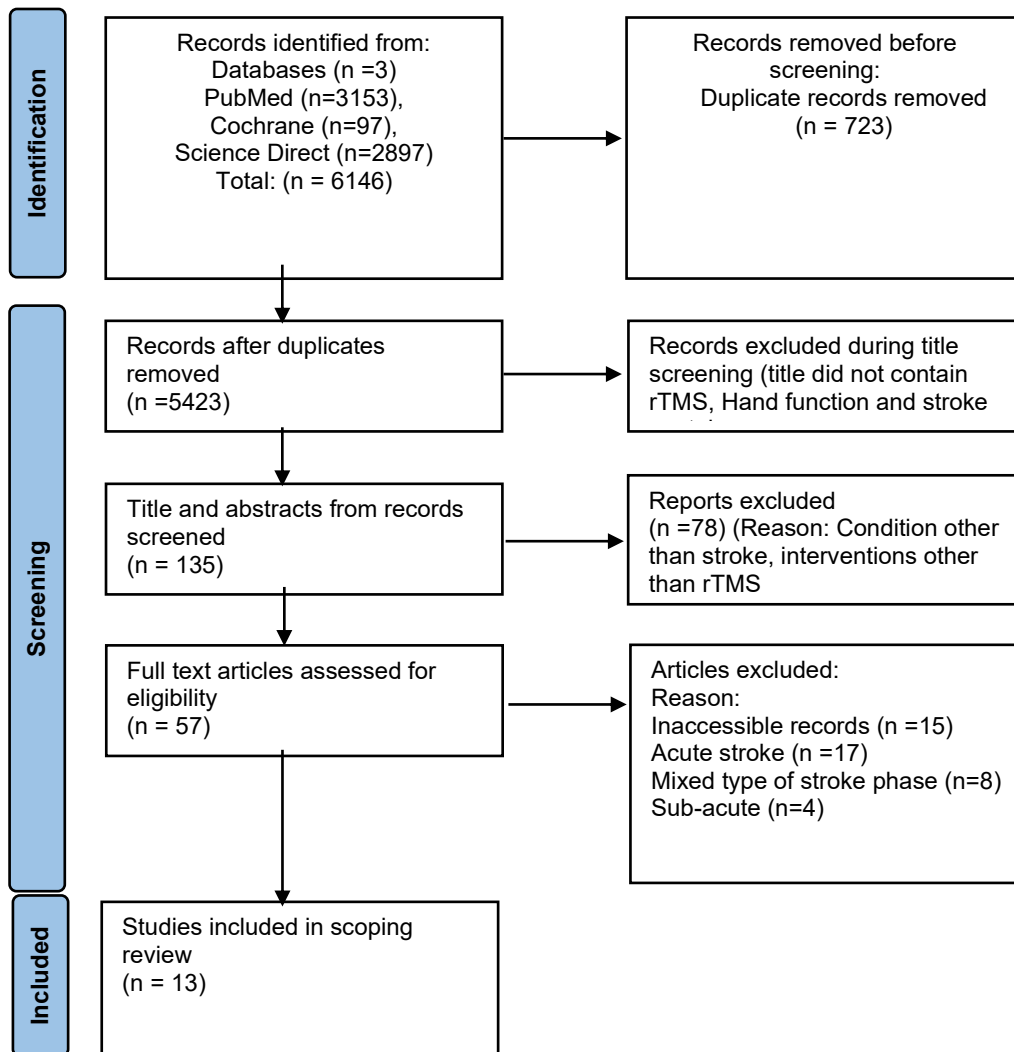 Identification
Records identified from:
Databases (n =3)
PubMed (n=3153),
Cochrane (n=97),
Science Direct (n=2897)
Total: (n = 6146)
Records removed before
screening:
Duplicate records removed
(n = 723)
Screening
Records after duplicates
removed
(n =5423)
Records excluded during title
screening (title did not contain
rTMS, Hand function and stroke
Title and abstracts from records
screened
(n = 135)
Reports excluded
(n =78) (Reason: Condition other
than stroke, interventions other
than rTMS
Full text articles assessed for
eligibility
(n = 57)
Articles excluded:
Reason:
Inaccessible records (n =15)
Acute stroke (n =17)
Mixed type of stroke phase (n=8)
Sub-acute (n=4)
Included
Studies included in scoping
review
(n = 13)